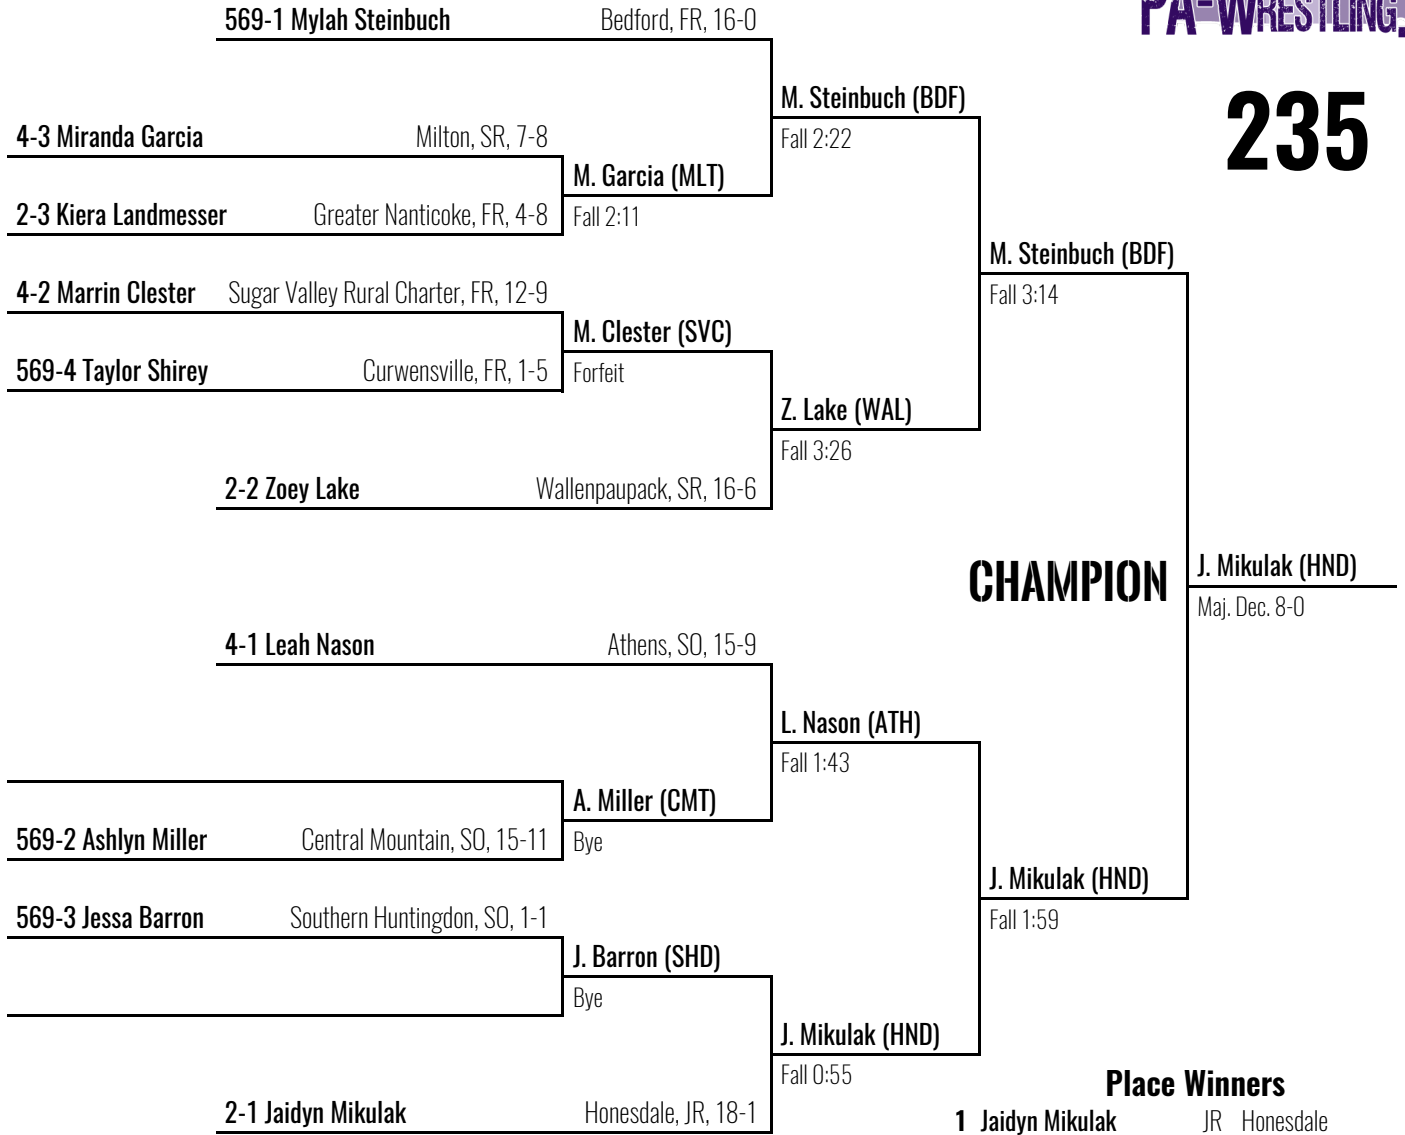 569-1 Mylah Steinbuch Bedford, FR, 16-0
PA-WRESTLING.
M. Steinbuch (BDF)
235
4-3 Miranda Garcia Milton, SR, 7-8
Fall 2:22
M. Garcia (MLT)
2-3 Kiera Landmesser Greater Nanticoke, FR, 4-8
Fall 2:11
M. Steinbuch (BDF)
4-2 Marrin Clester Sugar Valley Rural Charter, FR, 12-9
Fall 3:14
M. Clester (SVC)
569-4 Taylor Shirey Curwensville, FR, 1-5
Forfeit
Z. Lake (WAL)
Fall 3:26
2-2 Zoey Lake Wallenpaupack, SR, 16-6
CHAMPION
J. Mikulak (HND)
Maj. Dec. 8-0
4-1 Leah Nason Athens, SO, 15-9
L. Nason (ATH)
Fall 1:43
A. Miller (CMT)
569-2 Ashlyn Miller Central Mountain, SO, 15-11
Bye
J. Mikulak (HND)
569-3 Jessa Barron Southern Huntingdon, SO, 1-1
Fall 1:59
J. Barron (SHD)
Bye
J. Mikulak (HND)
Fall 0:55
Place Winners
2-1 Jaidyn Mikulak Honesdale, JR, 18-1
1 Jaidyn Mikulak JR Honesdale